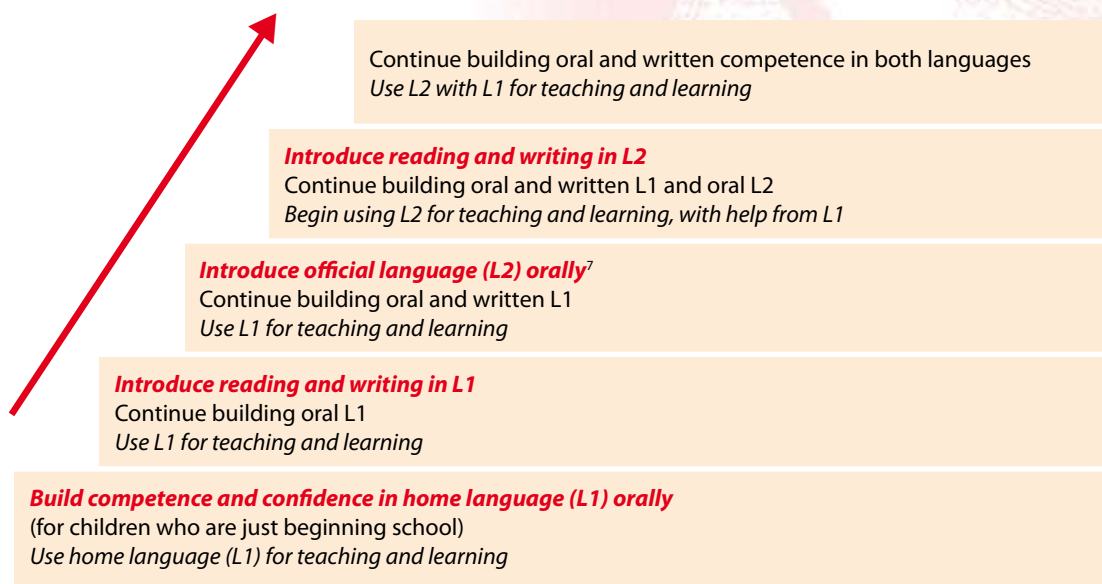 Continue building oral and written competence in both languages
Use L2 with L1 for teaching and learning
Introduce reading and writing in L2
Continue building oral and written L1 and oral L2
Begin using L2 for teaching and learning, with help from L1
Introduce official language (L2) orally⁷
Continue building oral and written L1
Use L1 for teaching and learning
Introduce reading and writing in L1
Continue building oral L1
Use L1 for teaching and learning
Build competence and confidence in home language (L1) orally
(for children who are just beginning school)
Use home language (L1) for teaching and learning